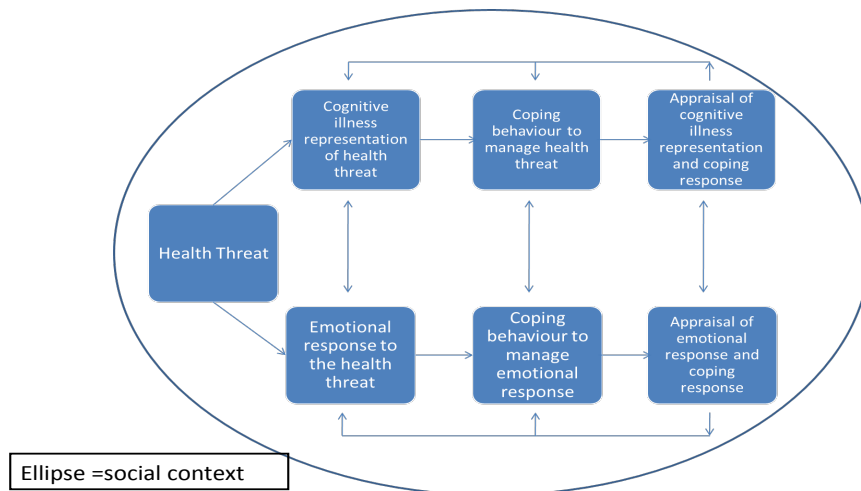 Cognitive
illness
representation
of health
threat
Coping
behaviour to
manage health
threat
Appraisal of
cognitive
illness
representation
and coping
response
Health Threat
Emotional
response to
the health
threat
Coping
behaviour to
manage
emotional
response
Appraisal of
emotional
response and
coping
response
Ellipse =social context